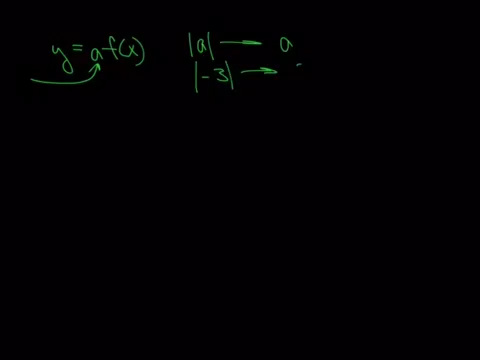 y = af(x) |a| → a
|-3| →